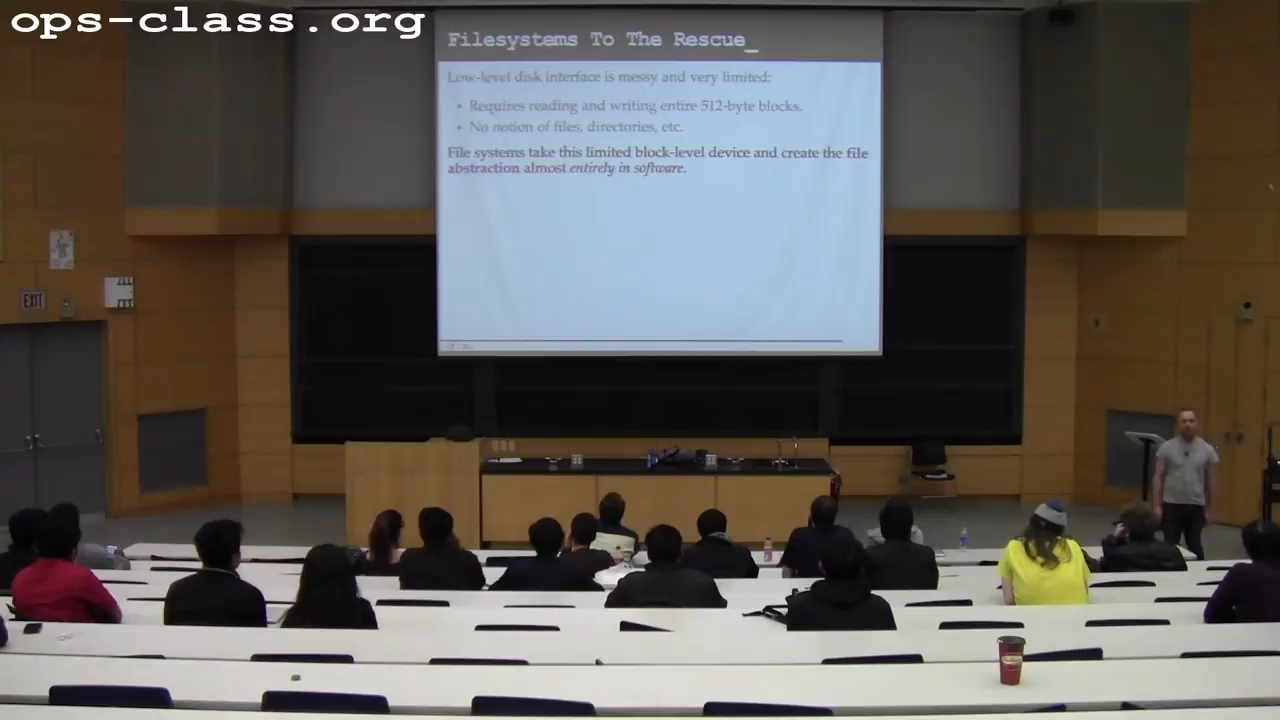 ops-class.org
Filesystems To The Rescue_
Low-level disk interface is messy and very limited:
• Requires reading and writing entire 512-byte blocks.
• No notion of files, directories, etc.
File systems take this limited block-level device and create the file
abstraction almost entirely in software.
EXIT